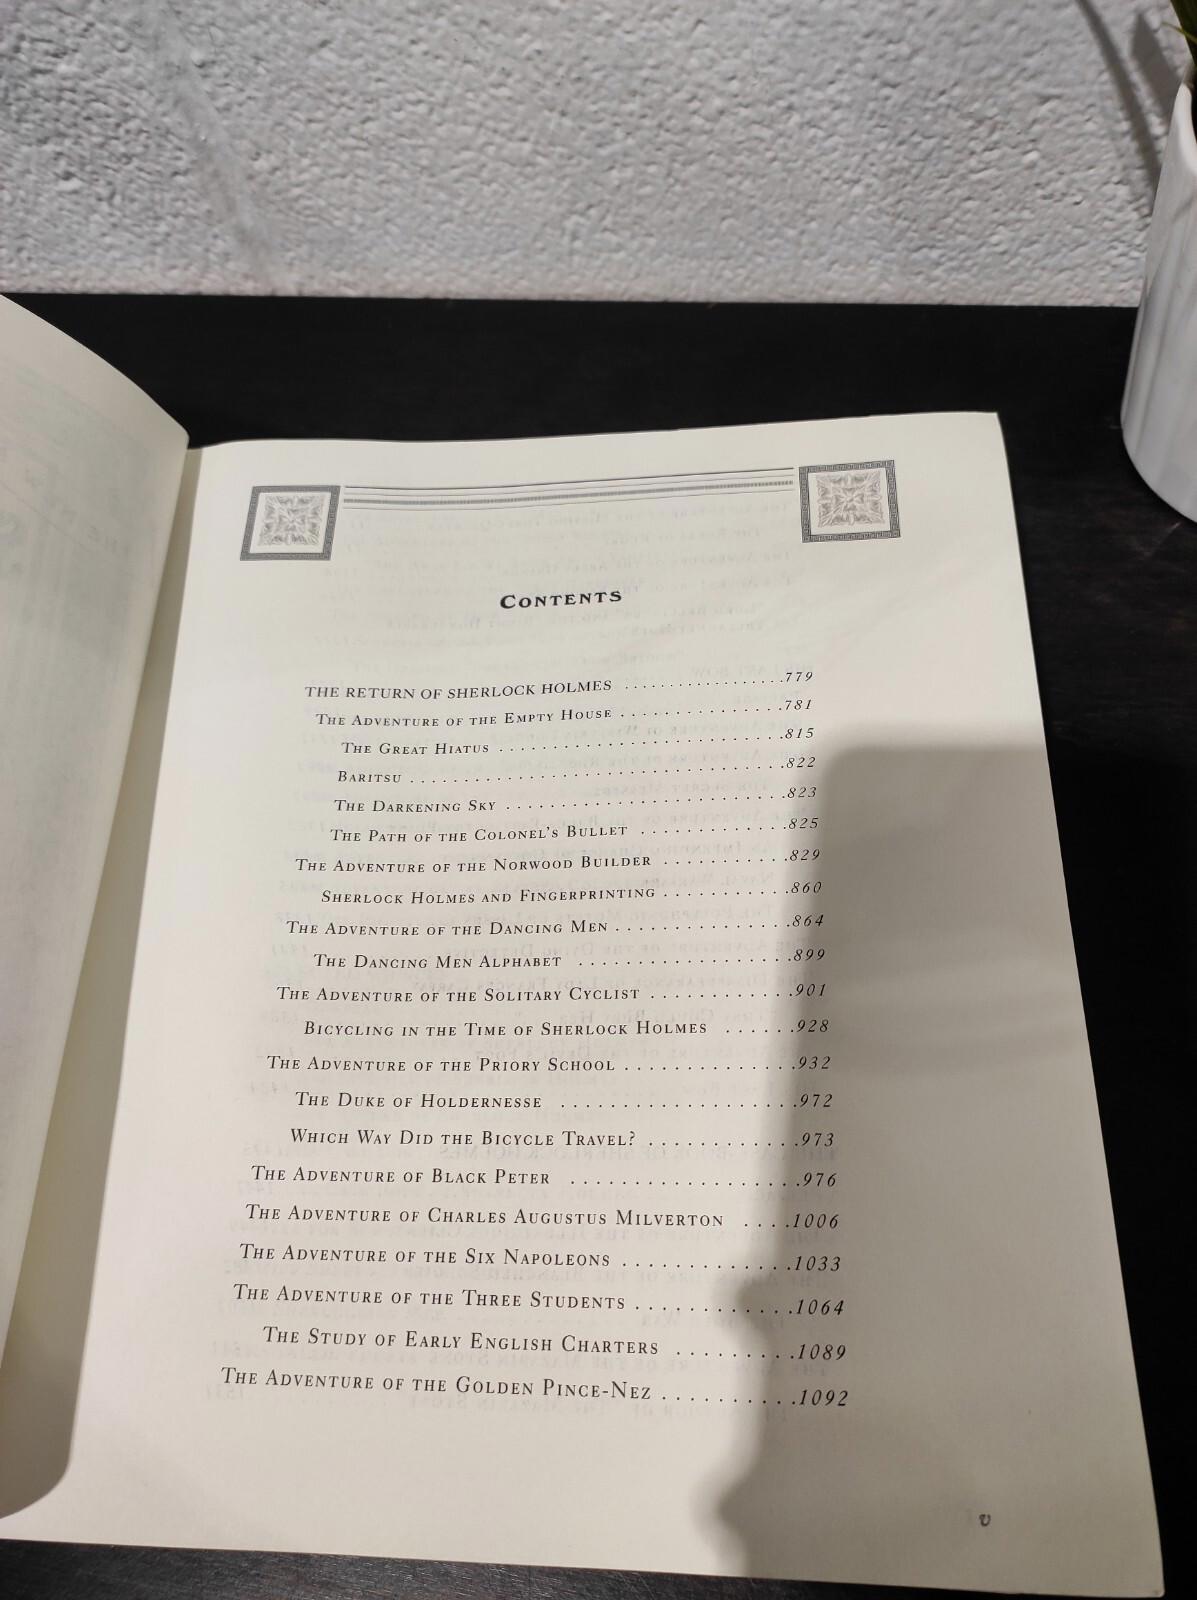 CONTENTS
THE RETURN OF SHERLOCK HOLMES . . . . . . . . . . . . . . . . . .779
THE ADVENTURE OF THE EMPTY HOUSE . . . . . . . . . . . . . . .781
THE GREAT HIATUS . . . . . . . . . . . . . . . . . . . . . . . . .815
BARITSU . . . . . . . . . . . . . . . . . . . . . . . . . . . . . . . .822
THE DARKENING SKY . . . . . . . . . . . . . . . . . . . . . . . .823
THE PATH OF THE COLONEL'S BULLET . . . . . . . . . . . . .825
THE ADVENTURE OF THE NORWOOD BUILDER . . . . . . . . . . .829
SHERLOCK HOLMES AND FINGERPRINTING . . . . . . . . . . .860
THE ADVENTURE OF THE DANCING MEN . . . . . . . . . . . . . . .864
THE DANCING MEN ALPHABET . . . . . . . . . . . . . . . . . .899
THE ADVENTURE OF THE SOLITARY CYCLIST . . . . . . . . . . . .901
BICYCLING IN THE TIME OF SHERLOCK HOLMES . . . . . .928
THE ADVENTURE OF THE PRIORY SCHOOL . . . . . . . . . . . . . .932
THE DUKE OF HOLDERNESSE . . . . . . . . . . . . . . . . . . .972
WHICH WAY DID THE BICYCLE TRAVEL? . . . . . . . . . . . .973
THE ADVENTURE OF BLACK PETER . . . . . . . . . . . . . . . . . .976
THE ADVENTURE OF CHARLES AUGUSTUS MILVERTON . . . .1006
THE ADVENTURE OF THE SIX NAPOLEONS . . . . . . . . . . . . .1033
THE ADVENTURE OF THE THREE STUDENTS . . . . . . . . . . . .1064
THE STUDY OF EARLY ENGLISH CHARTERS . . . . . . . . .1089
THE ADVENTURE OF THE GOLDEN PINCE-NEZ . . . . . . . . . .1092
v